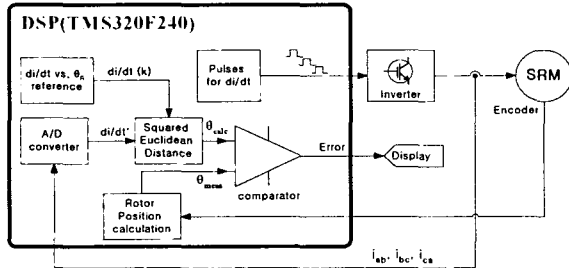 DSP(TMS320F240)
di/dt vs. θR
reference
di/dt (k)
Pulses
for di/dt
Inverter
SRM
Encoder
A/D
converter
di/dt'
Squared
Euclidean
Distance
θcalc
Error
Display
θmeas
comparator
Rotor
Position
calculation
iab, ibc, ica